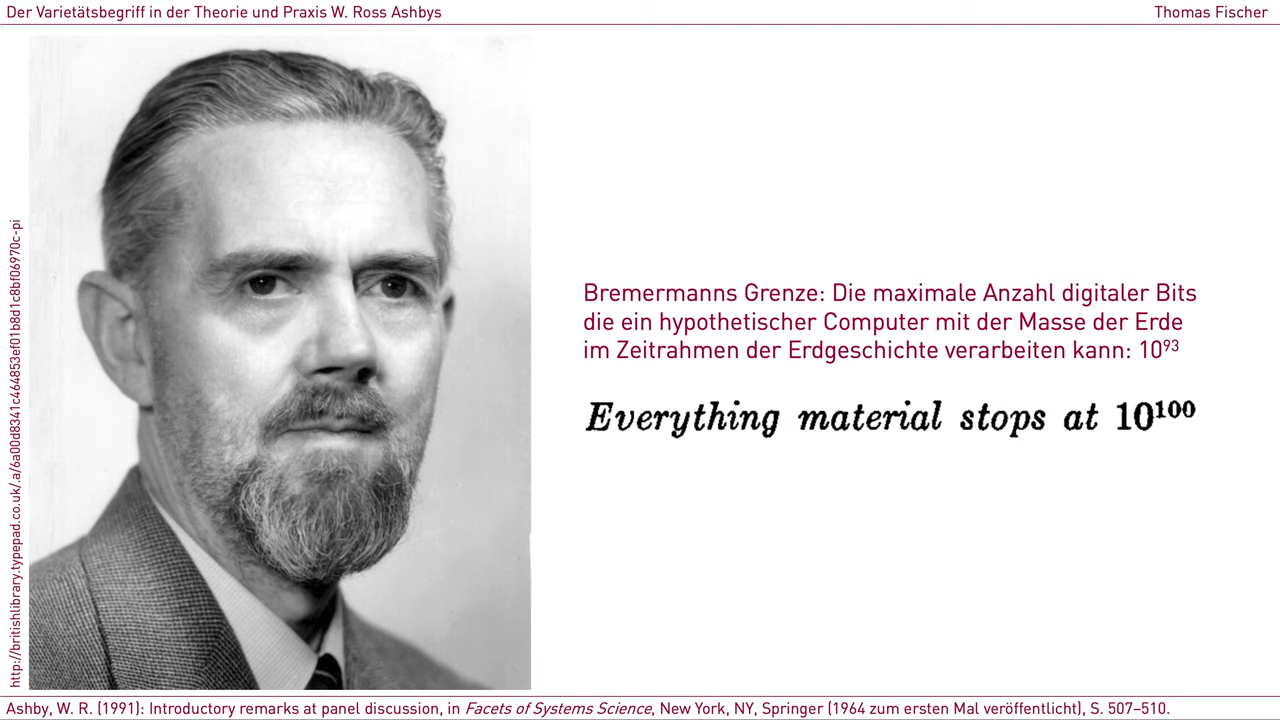 Der Varietätsbegriff in der Theorie und Praxis W. Ross Ashbys
Thomas Fischer
http://britishlibrary.typepad.co.uk/.a/6a00d8341c464853ef01b8d1c8bf06970c-pi
Bremermanns Grenze: Die maximale Anzahl digitaler Bits
die ein hypothetischer Computer mit der Masse der Erde
im Zeitrahmen der Erdgeschichte verarbeiten kann: 10⁹³
Everything material stops at 10¹⁰⁰
Ashby, W. R. (1991): Introductory remarks at panel discussion, in Facets of Systems Science, New York, NY, Springer (1964 zum ersten Mal veröffentlicht), S. 507–510.